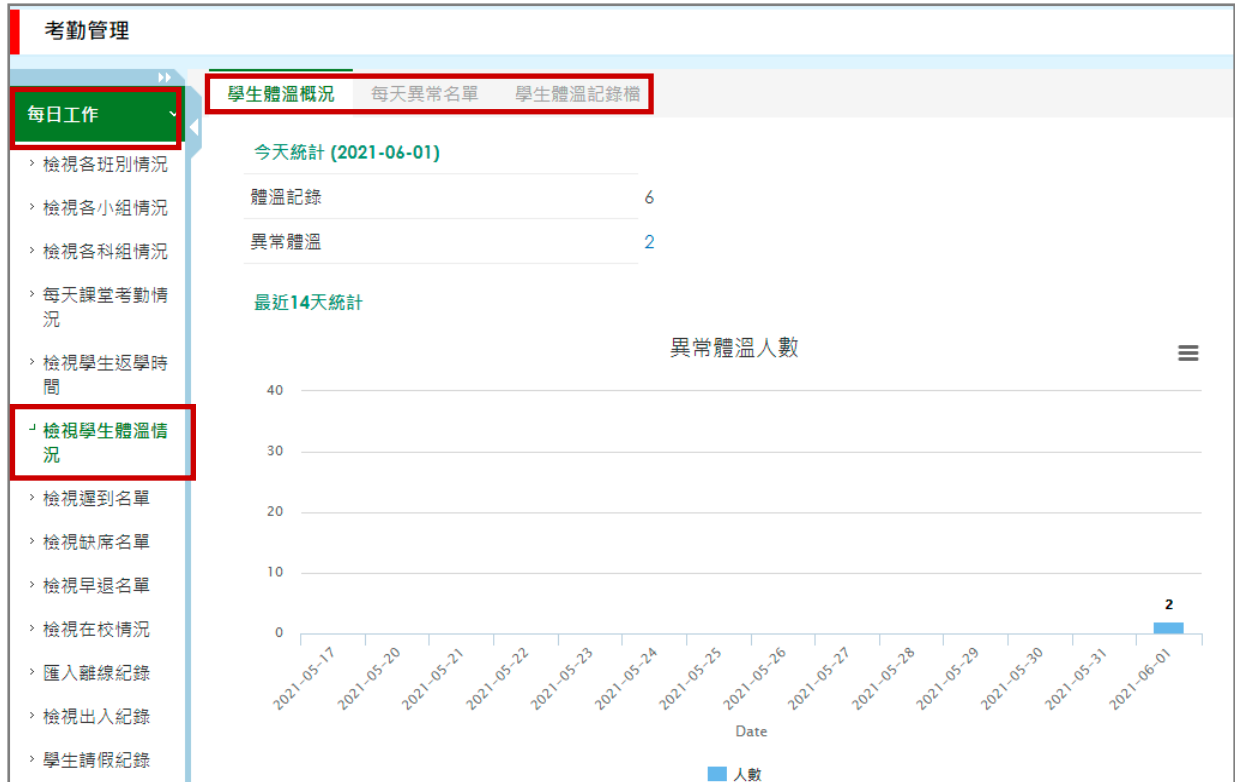 考勤管理
每日工作
檢視各班別情況
檢視各小組情況
檢視各科組情況
每天課堂考勤情
況
檢視學生返學時
間
檢視學生體溫情
況
檢視遲到名單
檢視缺席名單
檢視早退名單
檢視在校情況
匯入離線紀錄
檢視出入紀錄
學生請假紀錄
學生體溫概況 每天異常名單 學生體溫記錄檔
今天統計 (2021-06-01)
體溫記錄 6
異常體溫 2
最近14天統計
異常體溫人數
40
30
20
10
0
2
2021-05-17 2021-05-20 2021-05-21 2021-05-22 2021-05-23 2021-05-24 2021-05-25 2021-05-26 2021-05-27 2021-05-28 2021-05-29 2021-05-30 2021-05-31 2021-06-01
Date
人數